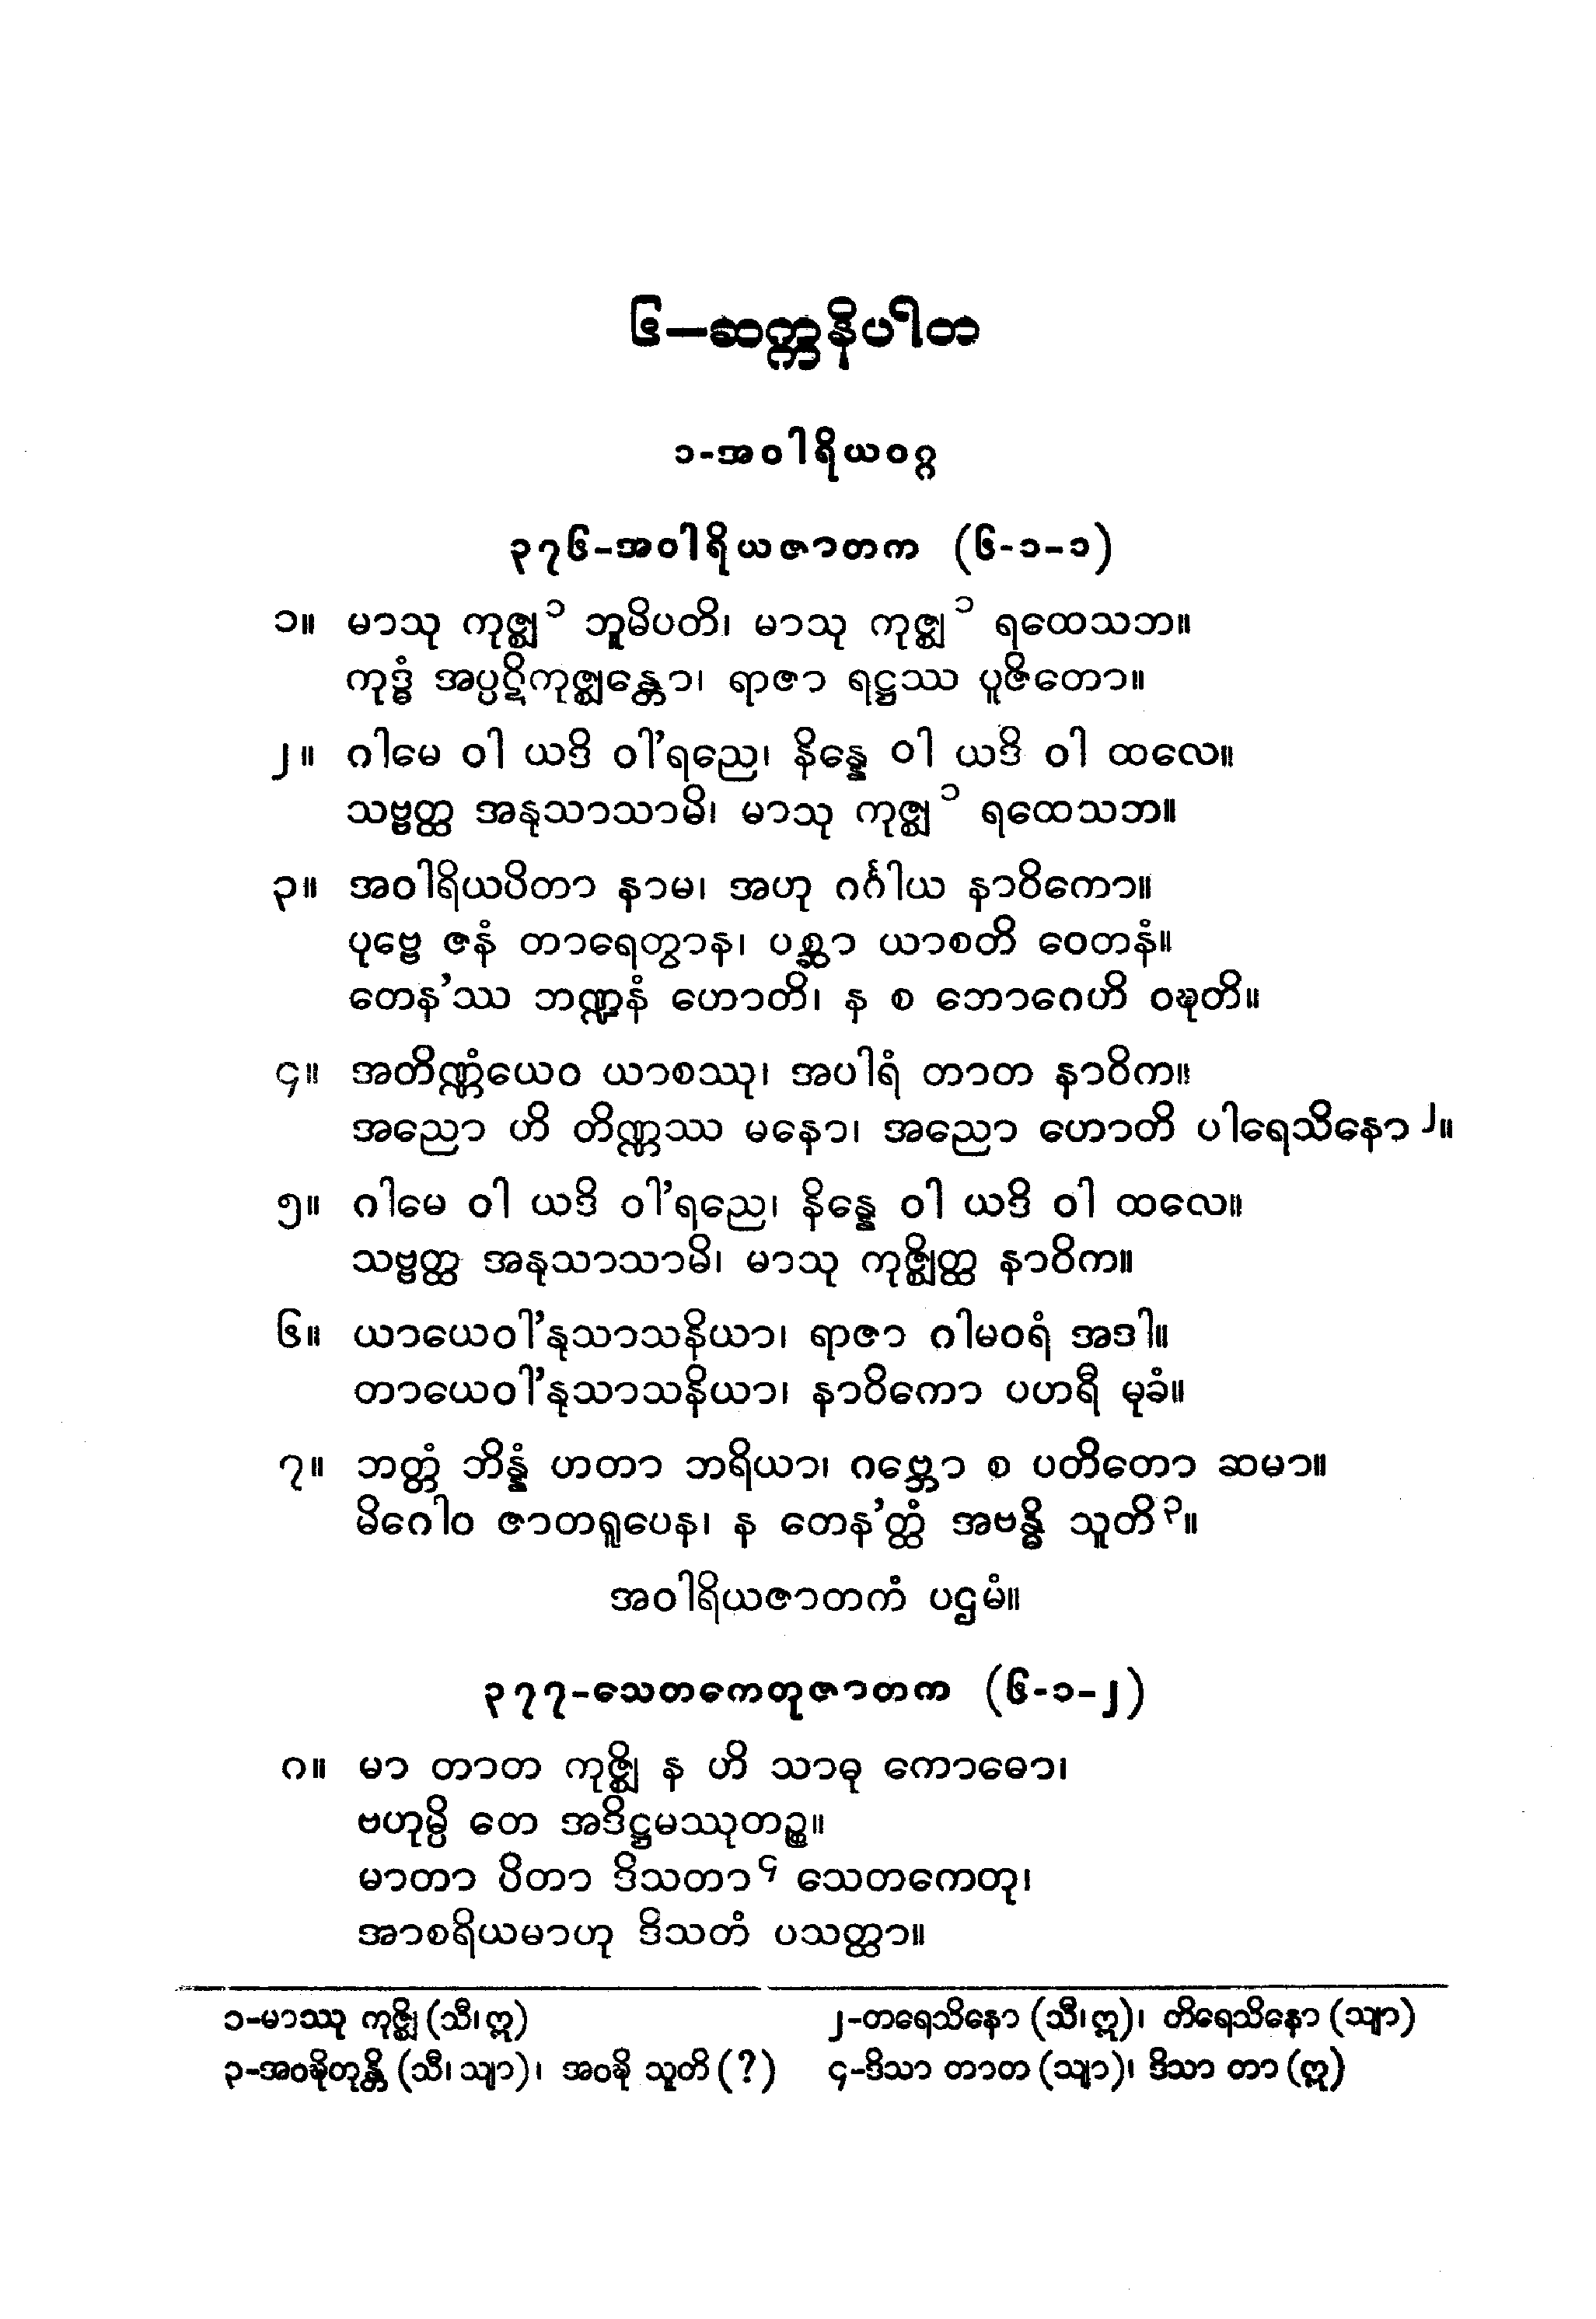 ၆–ဆက္ကနိပါတ
၁-အဝါရိယဝဂ္ဂ
၃၇၆-အဝါရိယဇာတက (၆-၁-၁)
၁။ မာသု ကုဇ္ဈ၁ ဘူမိပတိ၊ မာသု ကုဇ္ဈ၁ ရထေသဘ။
ကုဒ္ဓံ အပ္ပဋိကုဇ္ဈန္တော၊ ရာဇာ ရဋ္ဌဿ ပူဇိတော။
၂။ ဂါမေ ဝါ ယဒိ ဝါ’ရညေ၊ နိန္နေ ဝါ ယဒိ ဝါ ထလေ။
သဗ္ဗတ္ထ အနုသာသာမိ၊ မာသု ကုဇ္ဈ၁ ရထေသဘ။
၃။ အဝါရိယပိတာ နာမ၊ အဟု ဂင်္ဂါယ နာဝိကော။
ပုဗ္ဗေ ဇနံ တာရေတွာန၊ ပစ္ဆာ ယာစတိ ဝေတနံ။
တေန’ဿ ဘဏ္ဍနံ ဟောတိ၊ န စ ဘောဂေဟိ ဝဍ္ဎတိ။
၄။ အတိဏ္ဏံယေဝ ယာစဿု၊ အပါရံ တာတ နာဝိက။
အညော ဟိ တိဏ္ဏဿ မနော၊ အညော ဟောတိ ပါရေသိနော၂။
၅။ ဂါမေ ဝါ ယဒိ ဝါ’ရညေ၊ နိန္နေ ဝါ ယဒိ ဝါ ထလေ။
သဗ္ဗတ္ထ အနုသာသာမိ၊ မာသု ကုဇ္ဈိတ္ထ နာဝိက။
၆။ ယာယေဝါ’နုသာသနိယာ၊ ရာဇာ ဂါမဝရံ အဒါ။
တာယေဝါ’နုသာသနိယာ၊ နာဝိကော ပဟရီ မုခံ။
၇။ ဘတ္တံ ဘိန္နံ ဟတာ ဘရိယာ၊ ဂဗ္ဘော စ ပတိတော ဆမာ။
မိဂေါဝ ဇာတရူပေန၊ န တေန’တ္ထံ အဗန္ဓိ သူတိ၃။
အဝါရိယဇာတကံ ပဌမံ။
၃၇၇-သေတကေတုဇာတက (၆-၁-၂)
၈။ မာ တာတ ကုဇ္ဈိ န ဟိ သာဓု ကောဓော၊
ဗဟုမ္ပိ တေ အဒိဋ္ဌမဿုတဉ္စ။
မာတာ ပိတာ ဒိသတာ၄ သေတကေတု၊
အာစရိယမာဟု ဒိသတံ ပသတ္ထာ။
၁-မာဿု ကုဇ္ဈိ (သီ၊ဣ) ၂-တရေသိနော (သီ၊ဣ)၊ တိရေသိနော (သျာ)
၃-အဝဍ္ဎိတုန္တိ (သီ၊ သျာ)၊ အဝဍ္ဎိ သူတိ (?) ၄-ဒိသာ တာတ (သျာ)၊ ဒိသာ တာ (ဣ)